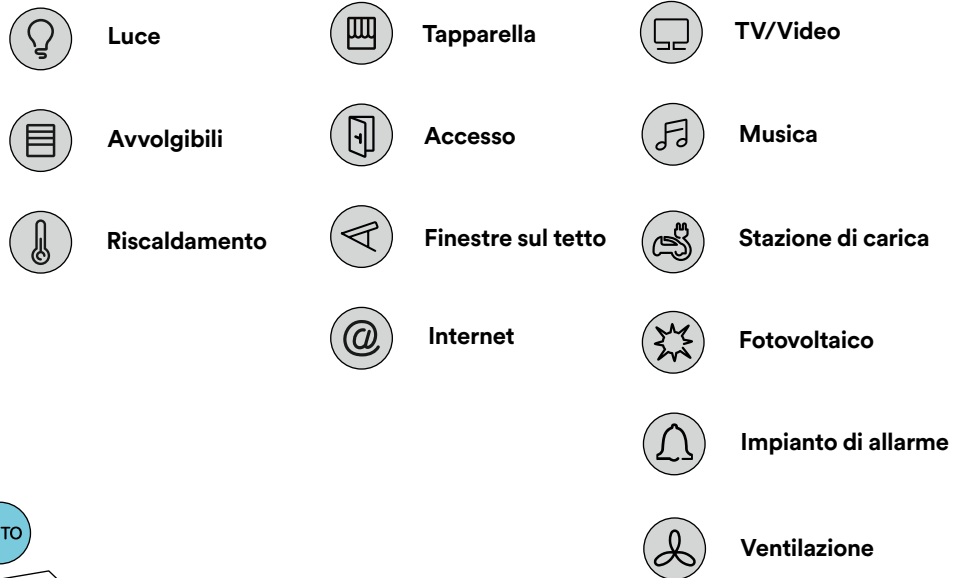 Luce
Avvolgibili
Riscaldamento
Tapparella
Accesso
Finestre sul tetto
@
Internet
TV/Video
Musica
Stazione di carica
Fotovoltaico
Impianto di allarme
Ventilazione
TO